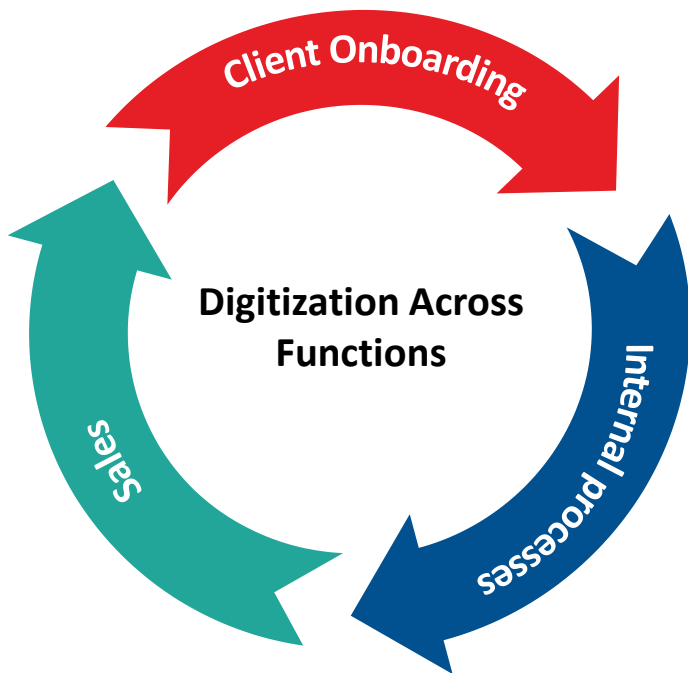 Client Onboarding
Digitization Across
Functions
Internal processes
Sales